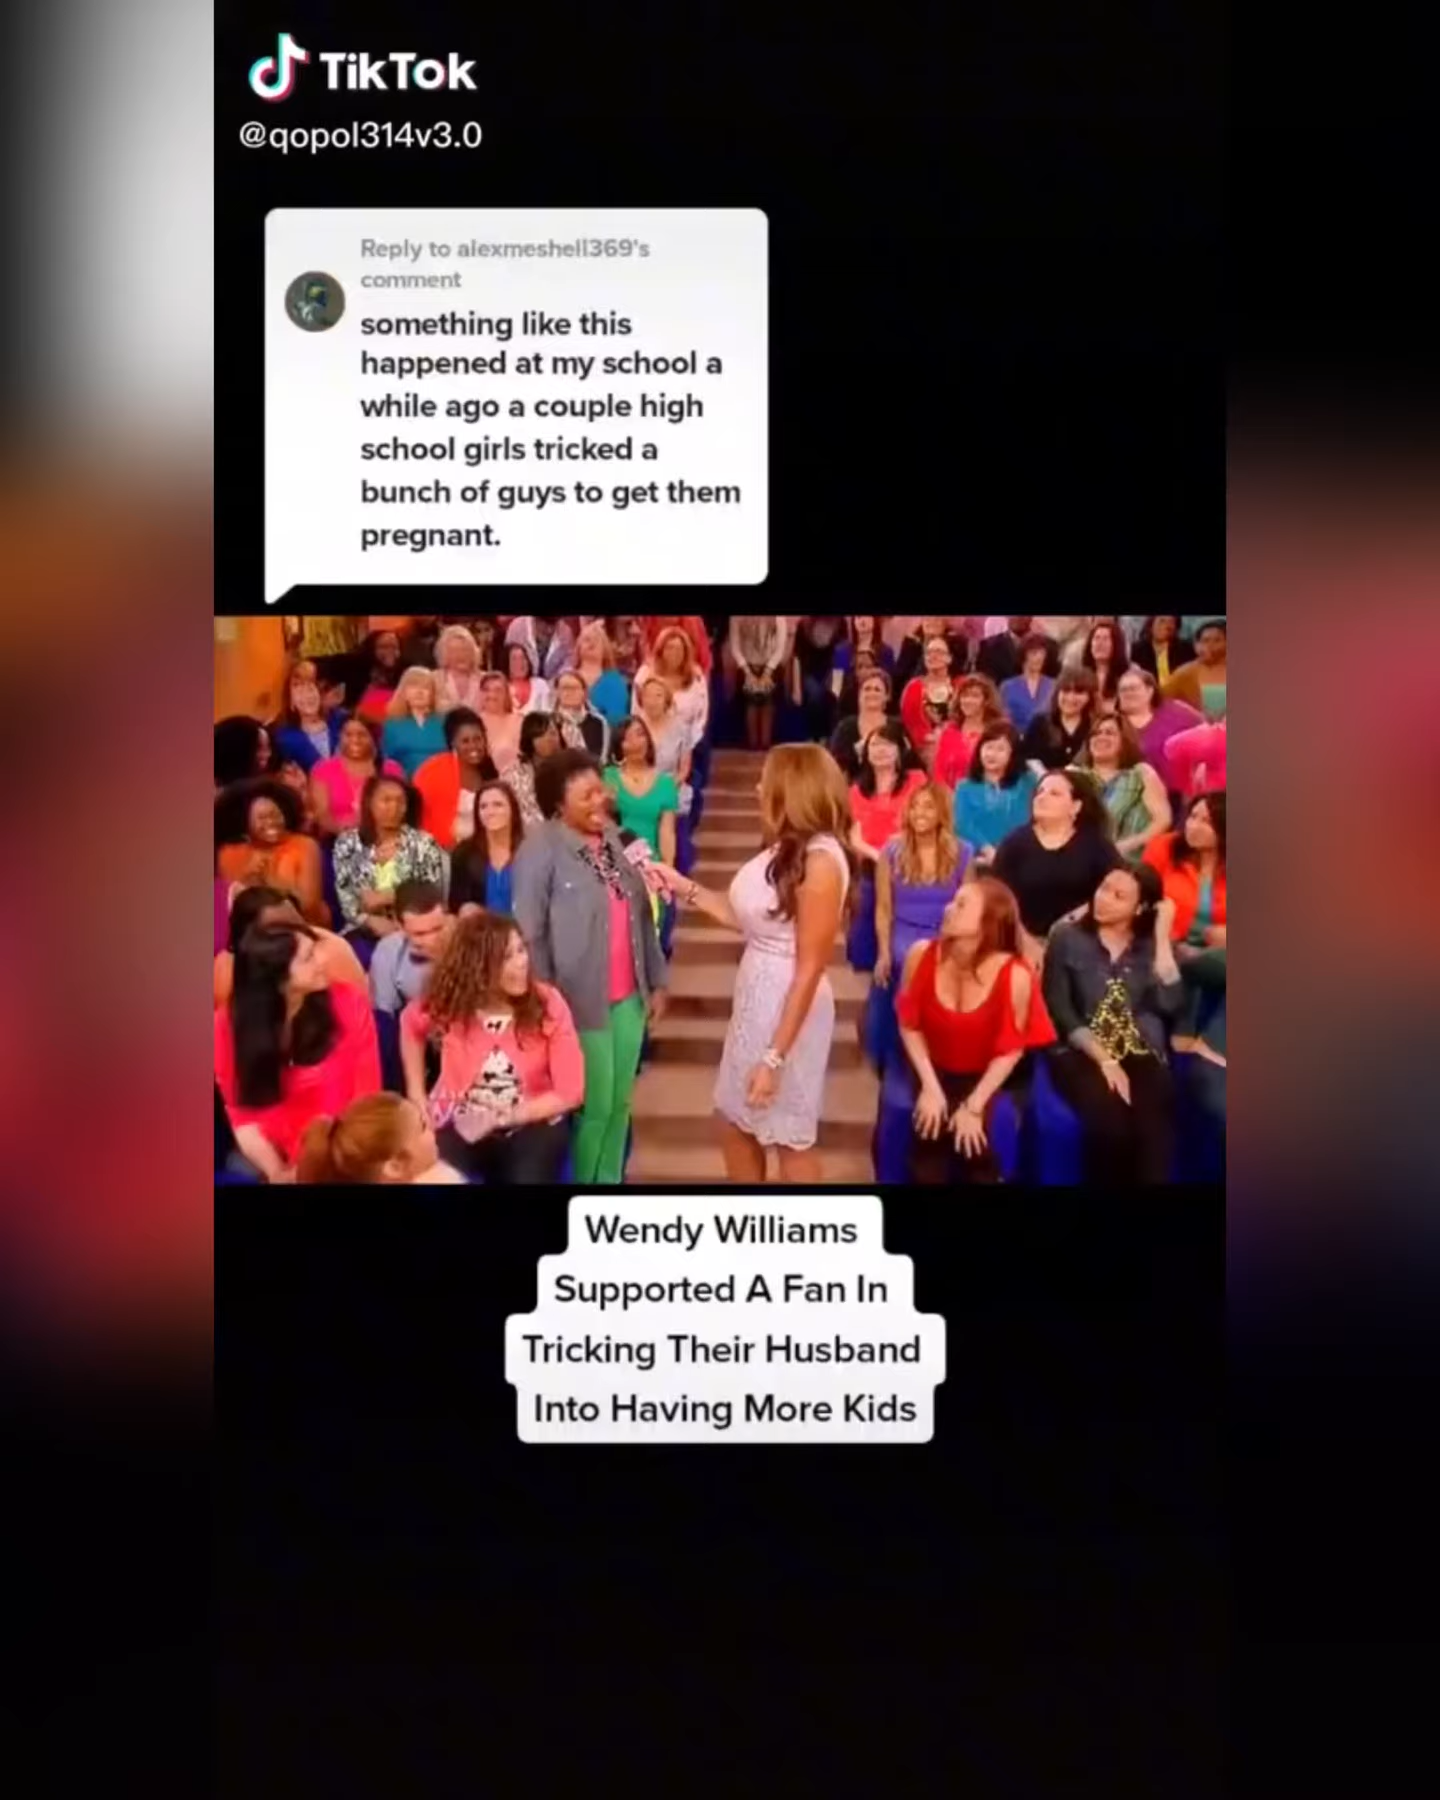 TikTok
@qopol314v3.0
Reply to alexmeshell369's
comment
something like this
happened at my school a
while ago a couple high
school girls tricked a
bunch of guys to get them
pregnant.
Wendy Williams
Supported A Fan In
Tricking Their Husband
Into Having More Kids